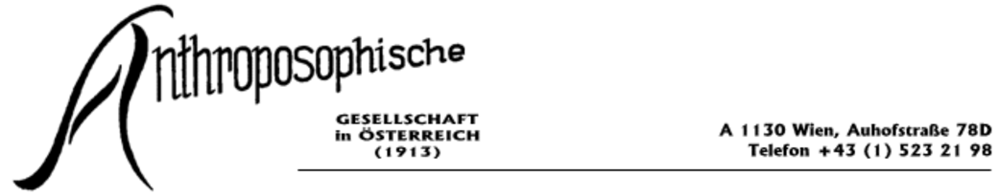 Anthroposophische
GESELLSCHAFT
in ÖSTERREICH
(1913)
A 1130 Wien, Auhofstraße 78D
Telefon +43 (1) 523 21 98